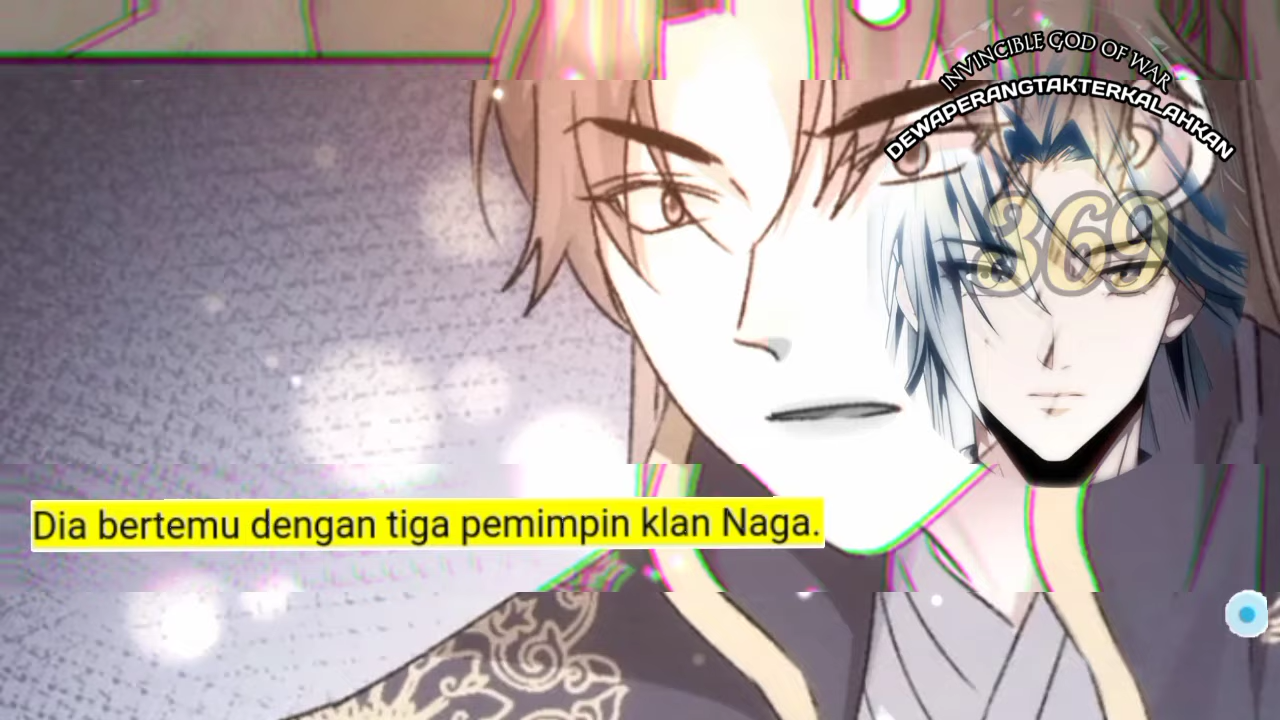 INVINCIBLE GOD OF WAR
DEWAPERANGTAKTERKALAHKAN
369
Dia bertemu dengan tiga pemimpin klan Naga.